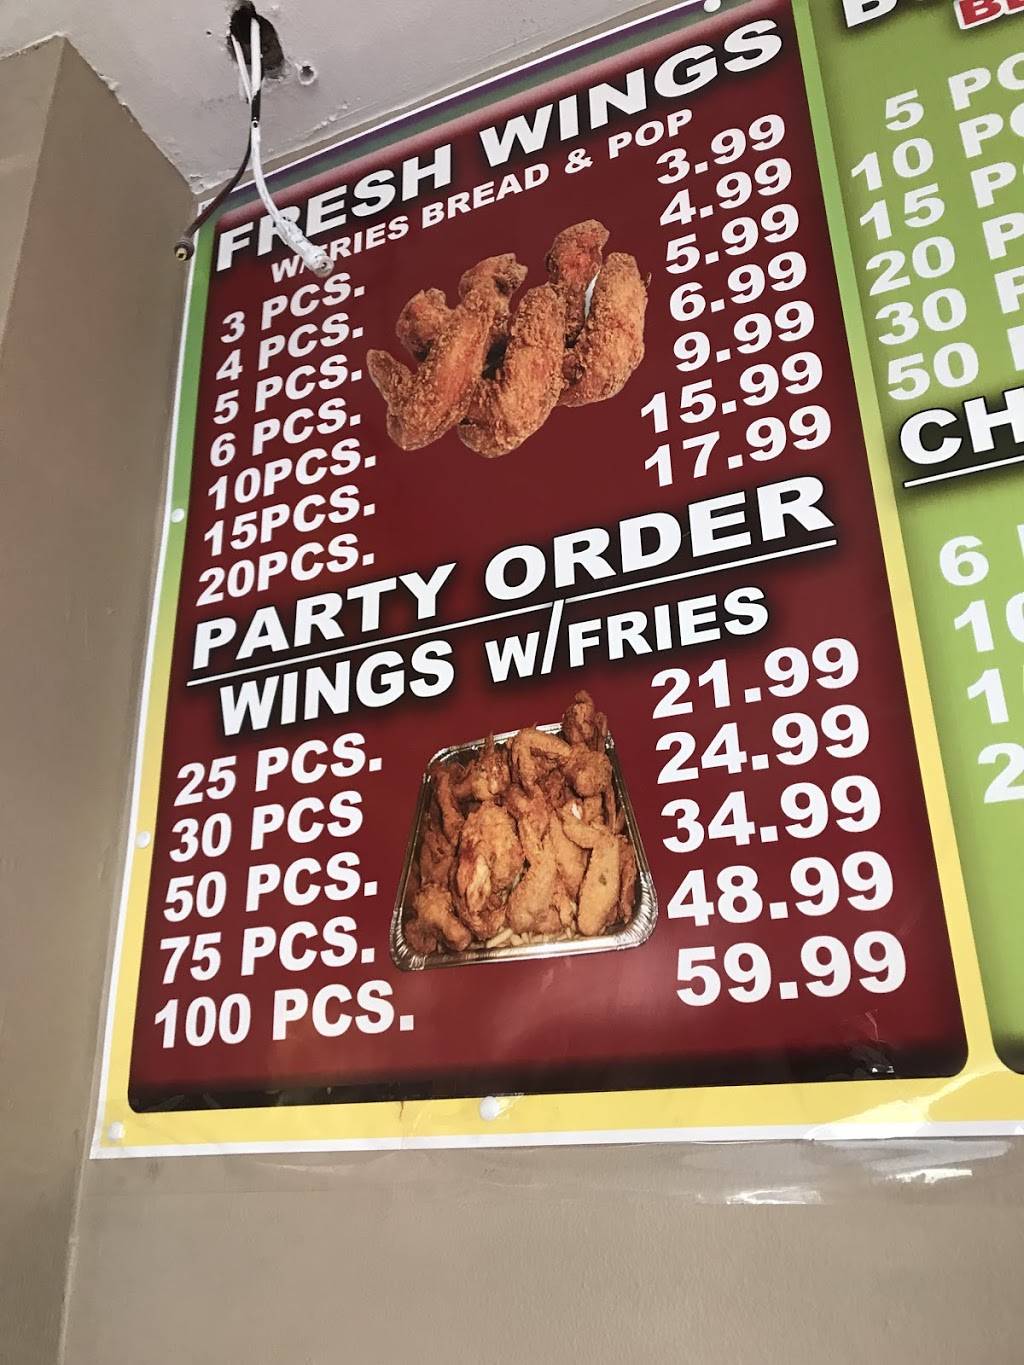 FRESH WINGS
W/FRIES BREAD & POP
3 PCS. 3.99
4 PCS. 4.99
5 PCS. 5.99
6 PCS. 6.99
10PCS. 9.99
15PCS. 15.99
20PCS. 17.99
PARTY ORDER
WINGS W/FRIES
25 PCS. 21.99
30 PCS 24.99
50 PCS. 34.99
75 PCS. 48.99
100 PCS. 59.99
5 PC
10 P
15 P
20 P
30
50
CH
6